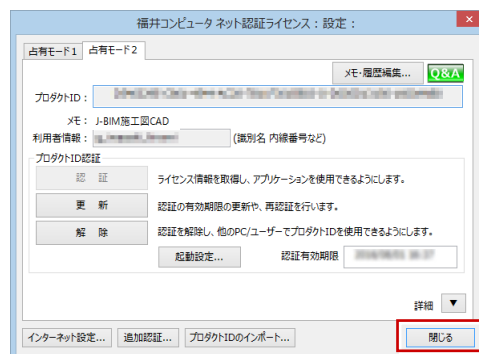 福井コンピュータ ネット認証ライセンス：設定：
占有モード1 占有モード2
メモ・履歴編集... Q&A
プロダクトID：
メモ： J-BIM施工図CAD
利用者情報： (識別名 内線番号など)
プロダクトID認証
認 証 ライセンス情報を取得し、アプリケーションを使用できるようにします。
更 新 認証の有効期限の更新や、再認証を行います。
解 除 認証を解除し、他のPC/ユーザーでプロダクトIDを使用できるようにします。
起動設定... 認証有効期限
詳細 ▼
インターネット設定... 追加認証... プロダクトIDのインポート... 閉じる